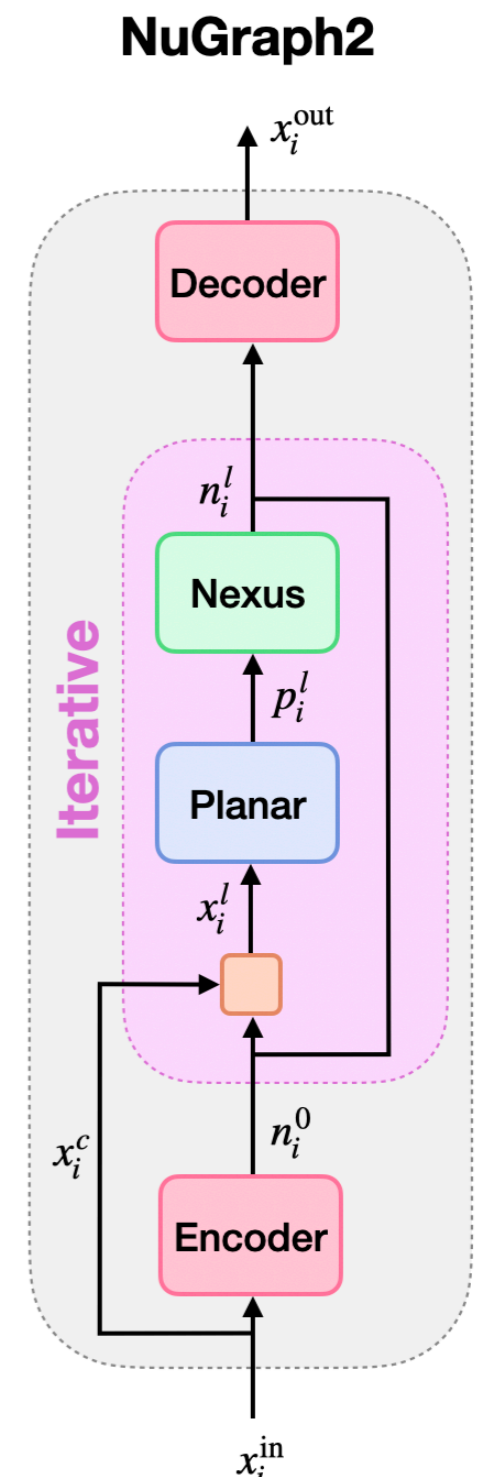 NuGraph2
x_i^out
Decoder
n_i^l
Nexus
p_i^l
Iterative
Planar
x_i^l
n_i^0
x_i^c
Encoder
x_i^in